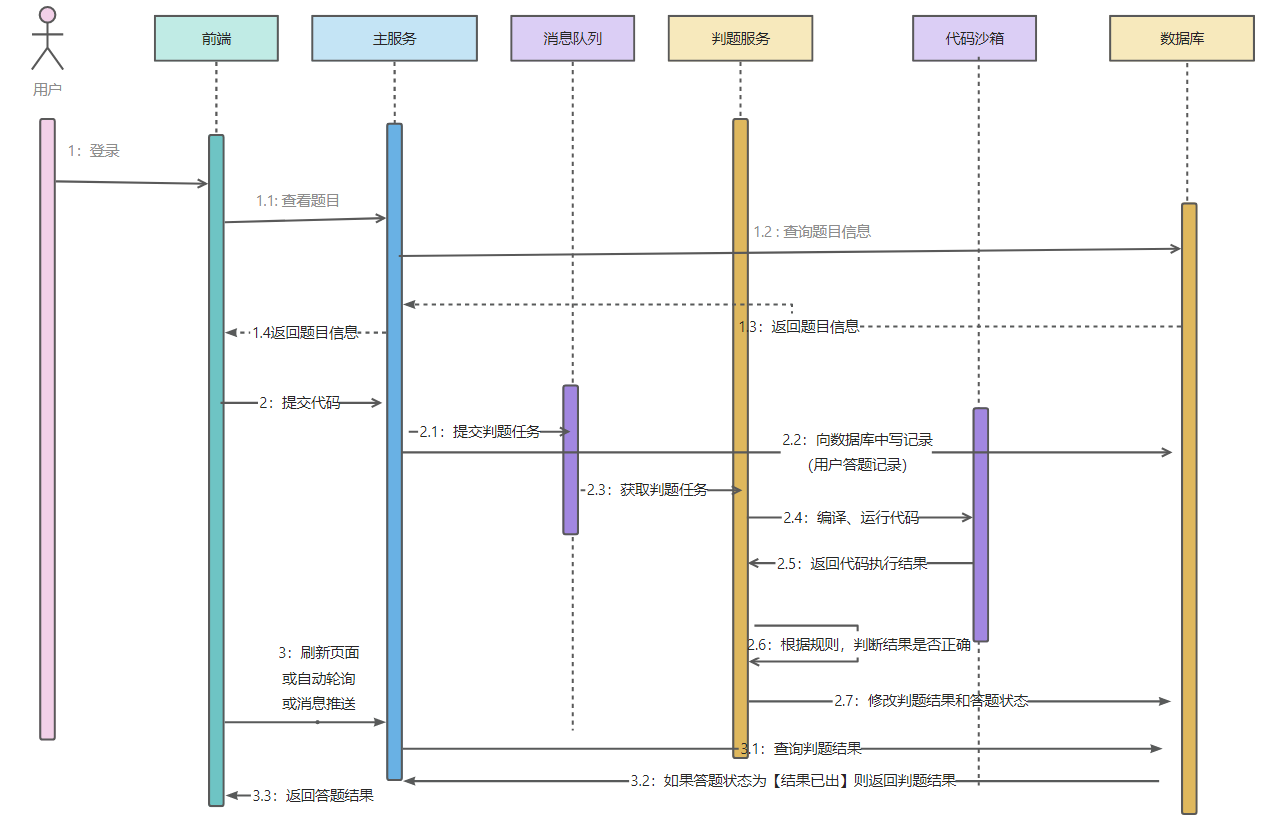 前端
主服务
消息队列
判题服务
代码沙箱
数据库
用户
1：登录
1.1: 查看题目
1.2 : 查询题目信息
1.3：返回题目信息
1.4返回题目信息
2：提交代码
2.1：提交判题任务
2.2：向数据库中写记录
(用户答题记录)
2.3：获取判题任务
2.4：编译、运行代码
2.5：返回代码执行结果
2.6：根据规则，判断结果是否正确
3：刷新页面
或自动轮询
或消息推送
2.7：修改判题结果和答题状态
3.1：查询判题结果
3.2：如果答题状态为【结果已出】则返回判题结果
3.3：返回答题结果